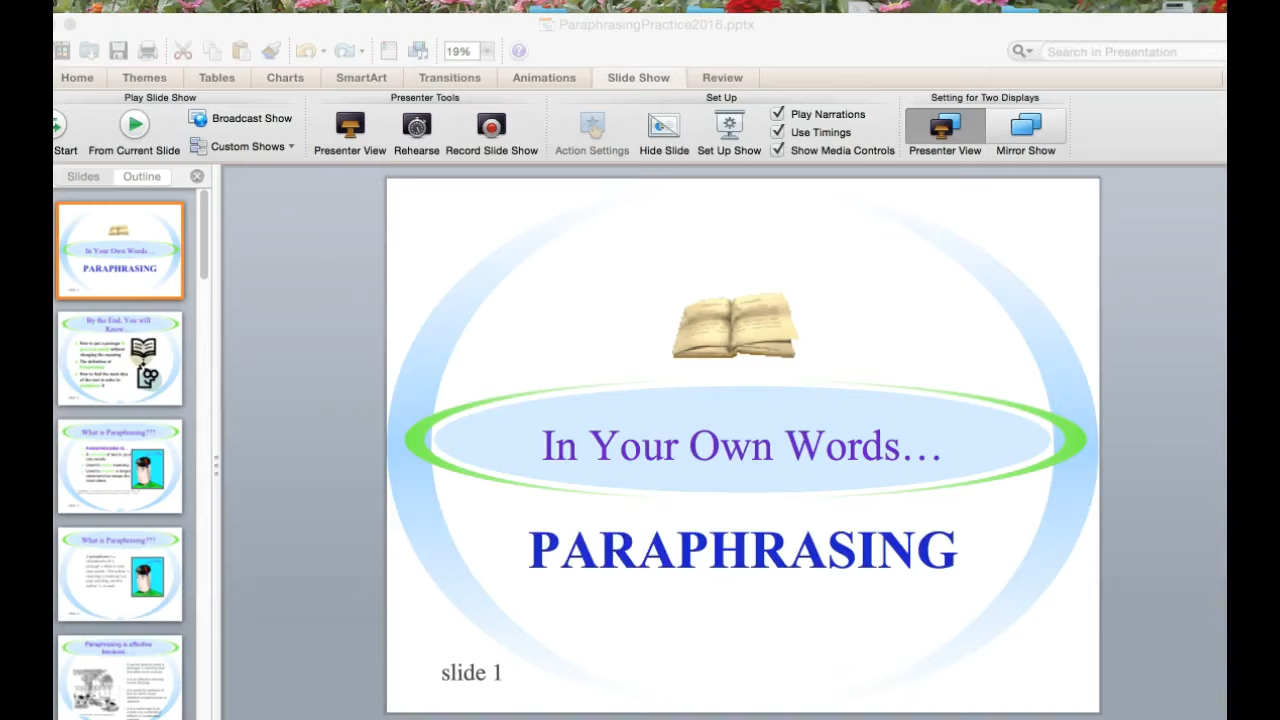 ParaphrasingPractice2016.pptx
19%
Search in Presentation
Home Themes Tables Charts SmartArt Transitions Animations Slide Show Review
Play Slide Show Presenter Tools Set Up Setting for Two Displays
Start
From Current Slide
Broadcast Show
Custom Shows
Presenter View
Rehearse
Record Slide Show
Action Settings
Hide Slide
Set Up Show
Play Narrations
Use Timings
Show Media Controls
Presenter View
Mirror Show
Slides Outline
In Your Own Words...
PARAPHRASING
By the End, You will
Know...
What is Paraphrasing???
What is Paraphrasing???
Paraphrasing is effective
because...
In Your Own Words...
PARAPHRASING
slide 1